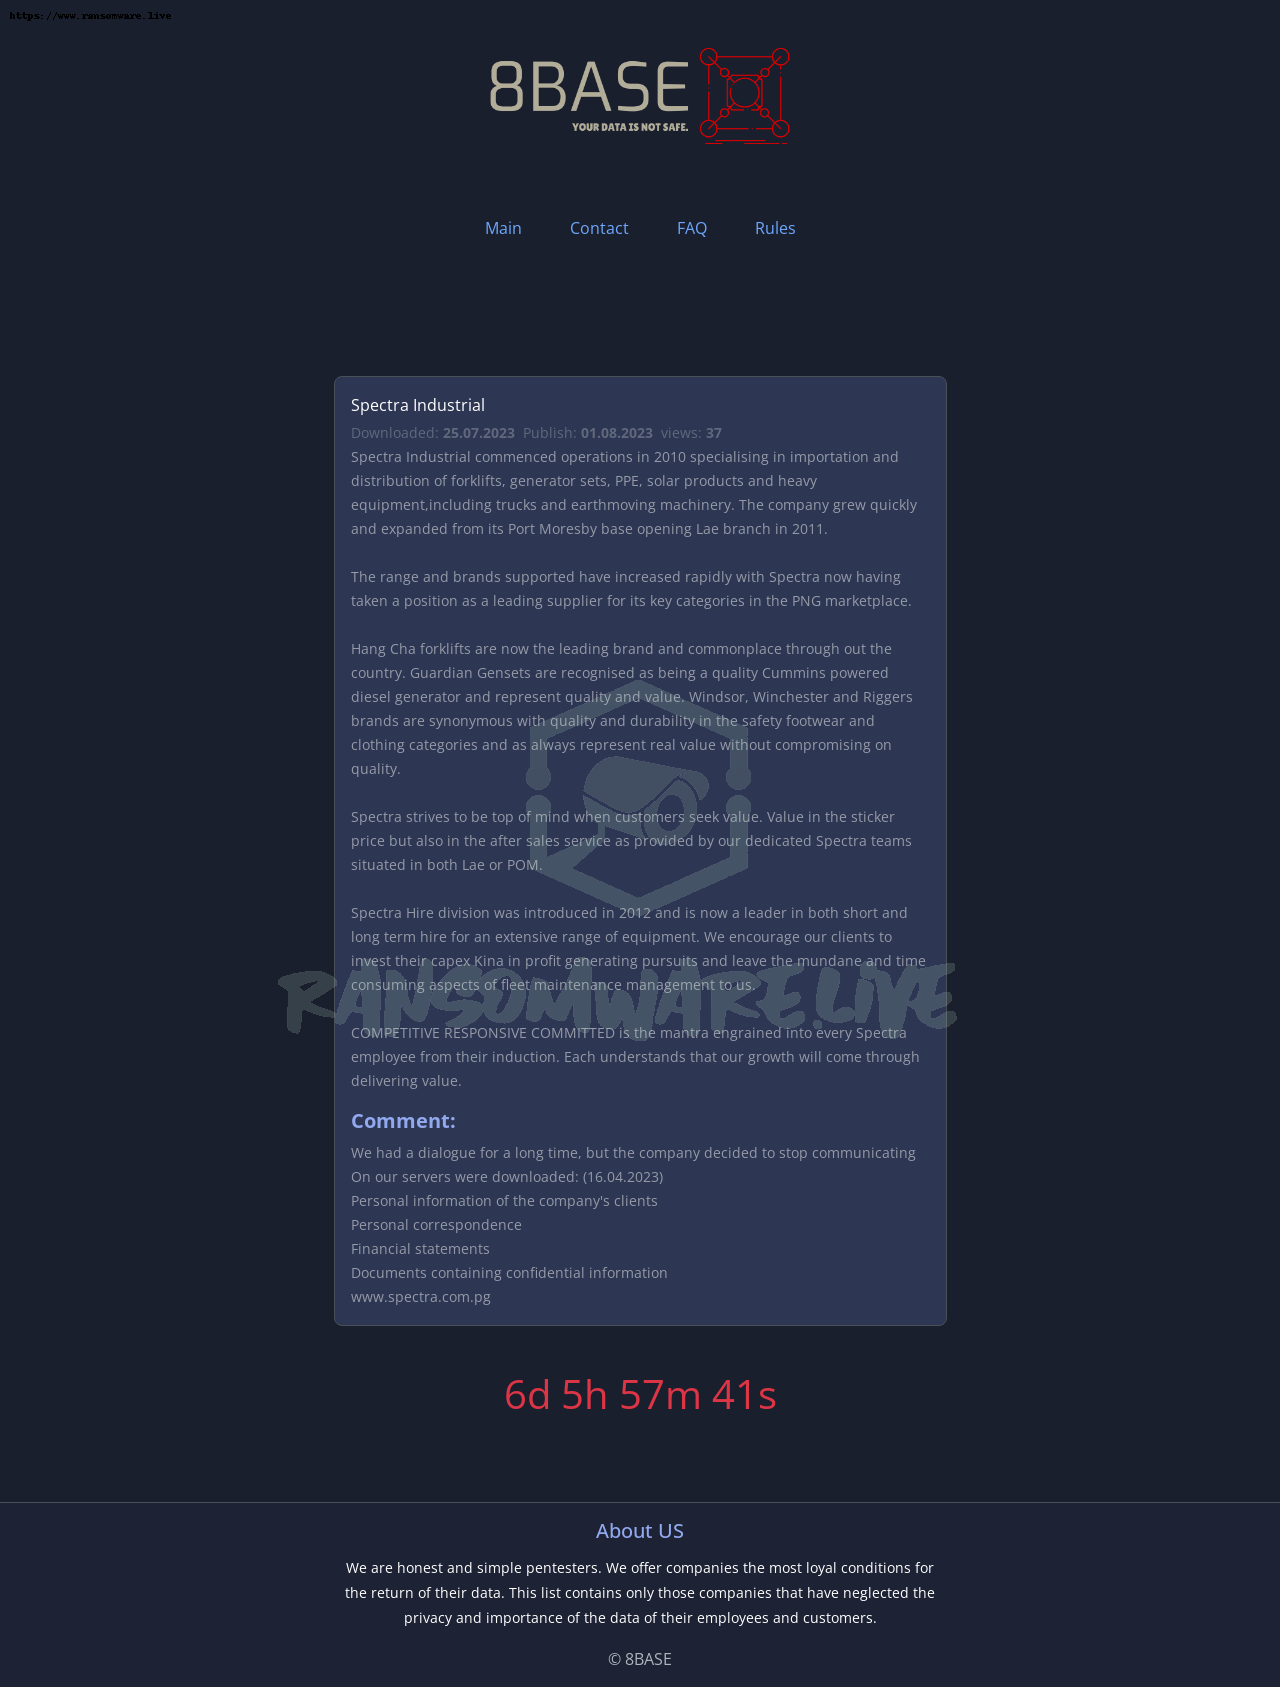 https://www.ransomware.live
8BASE
YOUR DATA IS NOT SAFE.
Main Contact FAQ Rules
Spectra Industrial
Downloaded: 25.07.2023 Publish: 01.08.2023 views: 37
Spectra Industrial commenced operations in 2010 specialising in importation and
distribution of forklifts, generator sets, PPE, solar products and heavy
equipment,including trucks and earthmoving machinery. The company grew quickly
and expanded from its Port Moresby base opening Lae branch in 2011.
The range and brands supported have increased rapidly with Spectra now having
taken a position as a leading supplier for its key categories in the PNG marketplace.
Hang Cha forklifts are now the leading brand and commonplace through out the
country. Guardian Gensets are recognised as being a quality Cummins powered
diesel generator and represent quality and value. Windsor, Winchester and Riggers
brands are synonymous with quality and durability in the safety footwear and
clothing categories and as always represent real value without compromising on
quality.
Spectra strives to be top of mind when customers seek value. Value in the sticker
price but also in the after sales service as provided by our dedicated Spectra teams
situated in both Lae or POM.
Spectra Hire division was introduced in 2012 and is now a leader in both short and
long term hire for an extensive range of equipment. We encourage our clients to
invest their capex Kina in profit generating pursuits and leave the mundane and time
consuming aspects of fleet maintenance management to us.
RANSOMWARE.LIVE
COMPETITIVE RESPONSIVE COMMITTED is the mantra engrained into every Spectra
employee from their induction. Each understands that our growth will come through
delivering value.
Comment:
We had a dialogue for a long time, but the company decided to stop communicating
On our servers were downloaded: (16.04.2023)
Personal information of the company's clients
Personal correspondence
Financial statements
Documents containing confidential information
www.spectra.com.pg
6d 5h 57m 41s
About US
We are honest and simple pentesters. We offer companies the most loyal conditions for
the return of their data. This list contains only those companies that have neglected the
privacy and importance of the data of their employees and customers.
© 8BASE